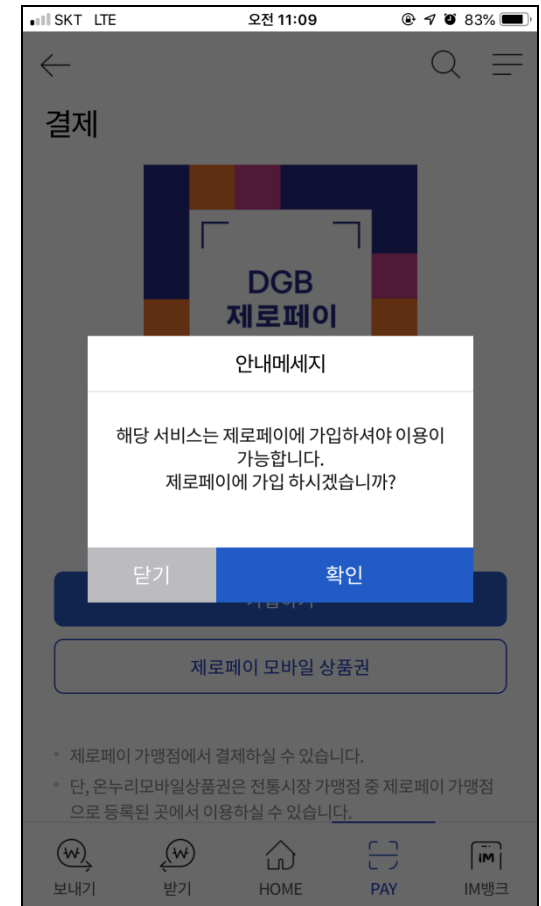 SKT LTE 오전 11:09 83%
결제
DGB
제로페이
안내메세지
해당 서비스는 제로페이에 가입하셔야 이용이
가능합니다.
제로페이에 가입 하시겠습니까?
닫기 확인
가입하기
제로페이 모바일 상품권
제로페이 가맹점에서 결제하실 수 있습니다.
단, 온누리모바일상품권은 전통시장 가맹점 중 제로페이 가맹점
으로 등록된 곳에서 이용하실 수 있습니다.
보내기 받기 HOME PAY iM IM뱅크